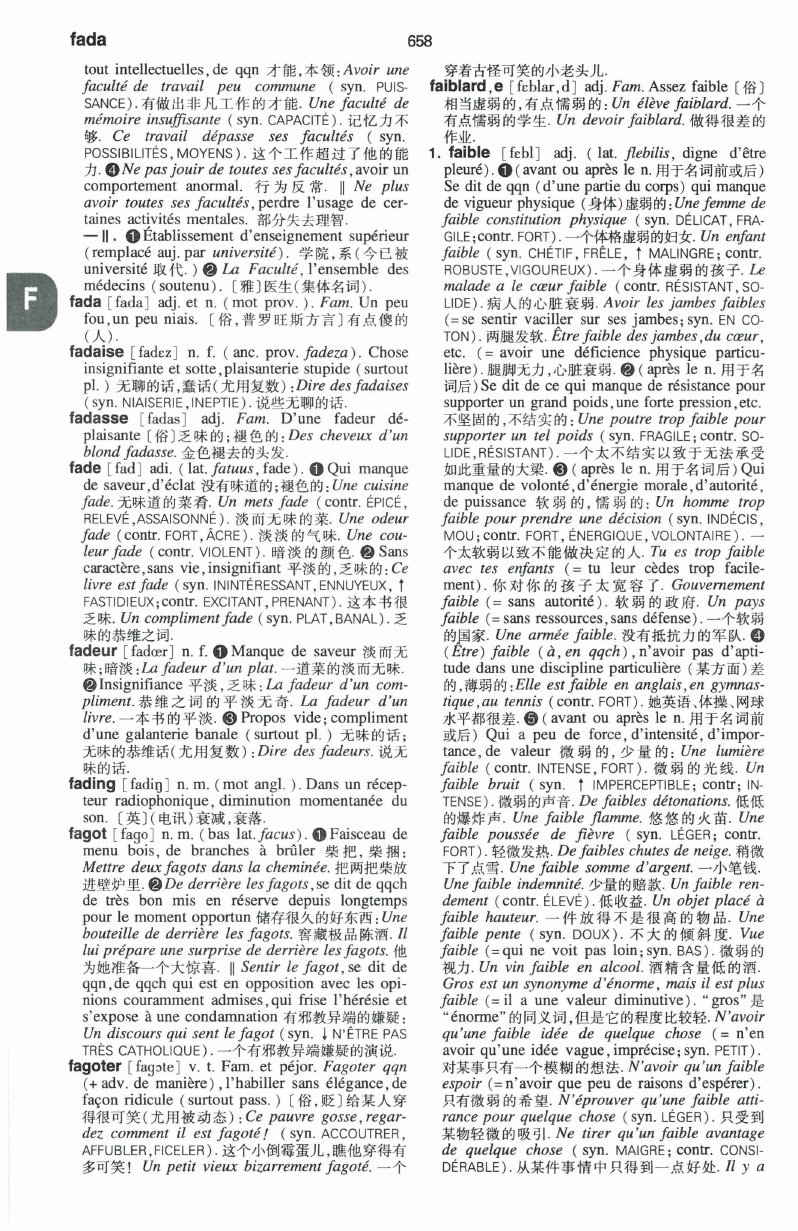 fada
658
tout intellectuelles, de qqn 才能,本领:Avoir une
faculté de travail peu commune ( syn. PUIS-
SANCE). 有做出非凡工作的才能. Une faculté de
mémoire insuffisante ( syn. CAPACITÉ). 记忆力不
够. Ce travail dépasse ses facultés ( syn.
POSSIBILITÉS, MOYENS). 这个工作超过了他的能
力. ❹Ne pas jouir de toutes ses facultés, avoir un
comportement anormal. 行为反常. ‖ Ne plus
avoir toutes ses facultés, perdre l'usage de cer-
taines activités mentales. 部分失去理智.
—Ⅱ. ❶Établissement d'enseignement supérieur
(remplacé auj. par université). 学院,系(今已被
université 取代. ) ❷ La Faculté, l'ensemble des
médecins (soutenu). 〔雅〕医生(集体名词).
F
fada [fada] adj. et n. ( mot prov. ). Fam. Un peu
fou, un peu niais. 〔俗,普罗旺斯方言〕有点傻的
(人).
fadaise [fadɛz] n. f. ( anc. prov. fadeza). Chose
insignifiante et sotte, plaisanterie stupide ( surtout
pl. ) 无聊的话,蠢话(尤用复数):Dire des fadaises
(syn. NIAISERIE, INEPTIE). 说些无聊的话.
fadasse [fadas] adj. Fam. D'une fadeur dé-
plaisante〔俗〕乏味的;褪色的:Des cheveux d'un
blond fadasse. 金色褪去的头发.
fade [fad] adi. ( lat. fatuus, fade). ❶ Qui manque
de saveur, d'éclat 没有味道的;褪色的:Une cuisine
fade. 无味道的菜肴. Un mets fade ( contr. ÉPICÉ,
RELEVÉ, ASSAISONNÉ). 淡而无味的菜. Une odeur
fade (contr. FORT, ÂCRE). 淡淡的气味. Une cou-
leur fade ( contr. VIOLENT). 暗淡的颜色. ❷ Sans
caractère, sans vie, insignifiant 平淡的,乏味的:Ce
livre est fade ( syn. ININTÉRESSANT, ENNUYEUX, ↑
FASTIDIEUX; contr. EXCITANT, PRENANT). 这本书很
乏味. Un compliment fade (syn. PLAT, BANAL). 乏
味的恭维之词.
fadeur [fadœr] n. f. ❶ Manque de saveur 淡而无
味;暗淡:La fadeur d'un plat. 一道菜的淡而无味.
❷Insignifiance 平淡,乏味:La fadeur d'un com-
pliment. 恭维之词的平淡无奇. La fadeur d'un
livre. 一本书的平淡. ❸ Propos vide; compliment
d'une galanterie banale ( surtout pl. ) 无味的话;
无味的恭维话(尤用复数):Dire des fadeurs. 说无
味的话.
fading [fadiŋ] n. m. ( mot angl. ). Dans un récep-
teur radiophonique, diminution momentanée du
son. 〔英〕(电讯)衰减,衰落.
fagot [fago] n. m. (bas lat. facus). ❶Faisceau de
menu bois, de branches à brûler 柴把,柴捆:
Mettre deux fagots dans la cheminée. 把两把柴放
进壁炉里. ❷De derrière les fagots, se dit de qqch
de très bon mis en réserve depuis longtemps
pour le moment opportun 储存很久的好东西:Une
bouteille de derrière les fagots. 窖藏极品陈酒. Il
lui prépare une surprise de derrière les fagots. 他
为她准备一个大惊喜. ‖ Sentir le fagot, se dit de
qqn, de qqch qui est en opposition avec les opi-
nions couramment admises, qui frise l'hérésie et
s'expose à une condamnation 有邪教异端的嫌疑:
Un discours qui sent le fagot (syn. ↓ N'ÊTRE PAS
TRÈS CATHOLIQUE). 一个有邪教异端嫌疑的演说.
fagoter [fagɔte] v. t. Fam. et péjor. Fagoter qqn
(+ adv. de manière), l'habiller sans élégance, de
façon ridicule ( surtout pass. ) 〔俗,贬〕给某人穿
得很可笑(尤用被动态):Ce pauvre gosse, regar-
dez comment il est fagoté! ( syn. ACCOUTRER,
AFFUBLER, FICELER). 这个小倒霉蛋儿,瞧他穿得有
多可笑! Un petit vieux bizarrement fagoté. 一个
穿着古怪可笑的小老头儿.
faiblard, e [fɛblar, d] adj. Fam. Assez faible〔俗〕
相当虚弱的,有点懦弱的:Un élève faiblard. 一个
有点懦弱的学生. Un devoir faiblard. 做得很差的
作业.
1. faible [fɛbl] adj. ( lat. flebilis, digne d'être
pleuré). ❶ (avant ou après le n. 用于名词前或后)
Se dit de qqn (d'une partie du corps) qui manque
de vigueur physique (身体)虚弱的:Une femme de
faible constitution physique ( syn. DÉLICAT, FRA-
GILE; contr. FORT). 一个体格虚弱的妇女. Un enfant
faible ( syn. CHÉTIF, FRÊLE, ↑ MALINGRE; contr.
ROBUSTE, VIGOUREUX). 一个身体虚弱的孩子. Le
malade a le cœur faible (contr. RÉSISTANT, SO-
LIDE). 病人的心脏衰弱. Avoir les jambes faibles
(= se sentir vaciller sur ses jambes; syn. EN CO-
TON). 两腿发软. Être faible des jambes, du cœur,
etc. (= avoir une déficience physique particu-
lière). 腿脚无力,心脏衰弱. ❷ (après le n. 用于名
词后)Se dit de ce qui manque de résistance pour
supporter un grand poids, une forte pression, etc.
不坚固的,不结实的:Une poutre trop faible pour
supporter un tel poids ( syn. FRAGILE; contr. SO-
LIDE, RÉSISTANT). 一个太不结实以致于无法承受
如此重量的大梁. ❸ (après le n. 用于名词后)Qui
manque de volonté, d'énergie morale, d'autorité,
de puissance 软弱的,懦弱的:Un homme trop
faible pour prendre une décision (syn. INDÉCIS,
MOU; contr. FORT, ÉNERGIQUE, VOLONTAIRE). 一
个太软弱以致不能做决定的人. Tu es trop faible
avec tes enfants (= tu leur cèdes trop facile-
ment). 你对你的孩子太宽容了. Gouvernement
faible (= sans autorité). 软弱的政府. Un pays
faible (= sans ressources, sans défense). 一个软弱
的国家. Une armée faible. 没有抵抗力的军队. ❹
(Être) faible (à, en qqch), n'avoir pas d'apti-
tude dans une discipline particulière (某方面)差
的,薄弱的:Elle est faible en anglais, en gymnas-
tique, au tennis (contr. FORT). 她英语、体操、网球
水平都很差. ❺ (avant ou après le n. 用于名词前
或后) Qui a peu de force, d'intensité, d'impor-
tance, de valeur 微弱的,少量的:Une lumière
faible (contr. INTENSE, FORT). 微弱的光线. Un
faible bruit ( syn. ↑ IMPERCEPTIBLE; contr; IN-
TENSE). 微弱的声音. De faibles détonations. 低低
的爆炸声. Une faible flamme. 悠悠的火苗. Une
faible poussée de fièvre ( syn. LÉGER; contr.
FORT). 轻微发热. De faibles chutes de neige. 稍微
下了点雪. Une faible somme d'argent. 一小笔钱.
Une faible indemnité. 少量的赔款. Un faible ren-
dement (contr. ÉLEVÉ). 低收益. Un objet placé à
faible hauteur. 一件放得不是很高的物品. Une
faible pente ( syn. DOUX). 不大的倾斜度. Vue
faible (= qui ne voit pas loin; syn. BAS). 微弱的
视力. Un vin faible en alcool. 酒精含量低的酒.
Gros est un synonyme d'énorme, mais il est plus
faible (= il a une valeur diminutive). “gros”是
“énorme”的同义词,但是它的程度比较轻. N'avoir
qu'une faible idée de quelque chose (= n'en
avoir qu'une idée vague, imprécise; syn. PETIT).
对某事只有一个模糊的想法. N'avoir qu'un faible
espoir (= n'avoir que peu de raisons d'espérer).
只有微弱的希望. N'éprouver qu'une faible atti-
rance pour quelque chose ( syn. LÉGER). 只受到
某物轻微的吸引. Ne tirer qu'un faible avantage
de quelque chose ( syn. MAIGRE; contr. CONSI-
DÉRABLE). 从某件事情中只得到一点好处. Il y a